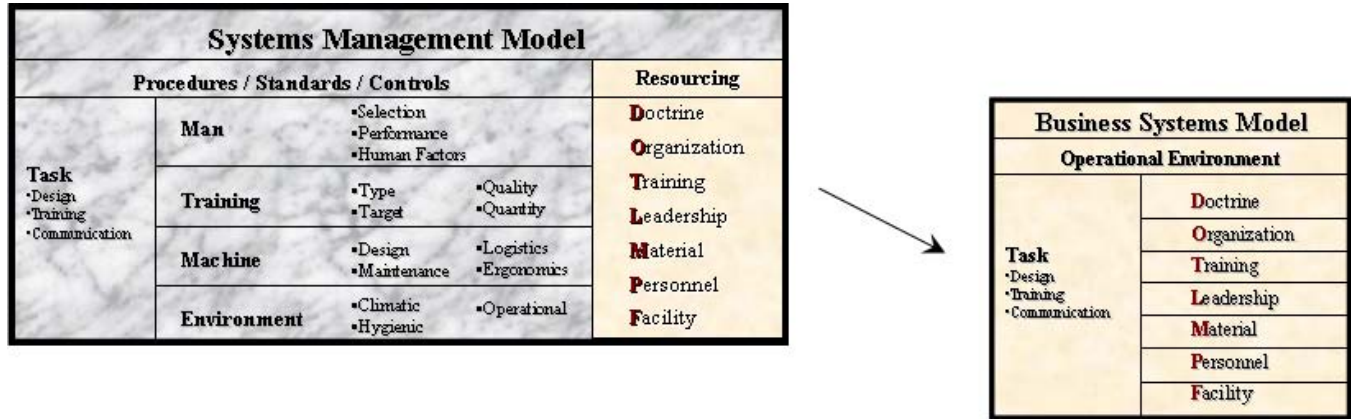 Systems Management Model
Procedures / Standards / Controls
Resourcing
Task
•Design
•Training
•Communication
Man
▪Selection
▪Performance
▪Human Factors
Training
▪Type
▪Target
▪Quality
▪Quantity
Machine
▪Design
▪Maintenance
▪Logistics
▪Ergonomics
Environment
▪Climatic
▪Hygienic
▪Operational
Doctrine
Organization
Training
Leadership
Material
Personnel
Facility
Business Systems Model
Operational Environment
Task
•Design
•Training
•Communication
Doctrine
Organization
Training
Leadership
Material
Personnel
Facility